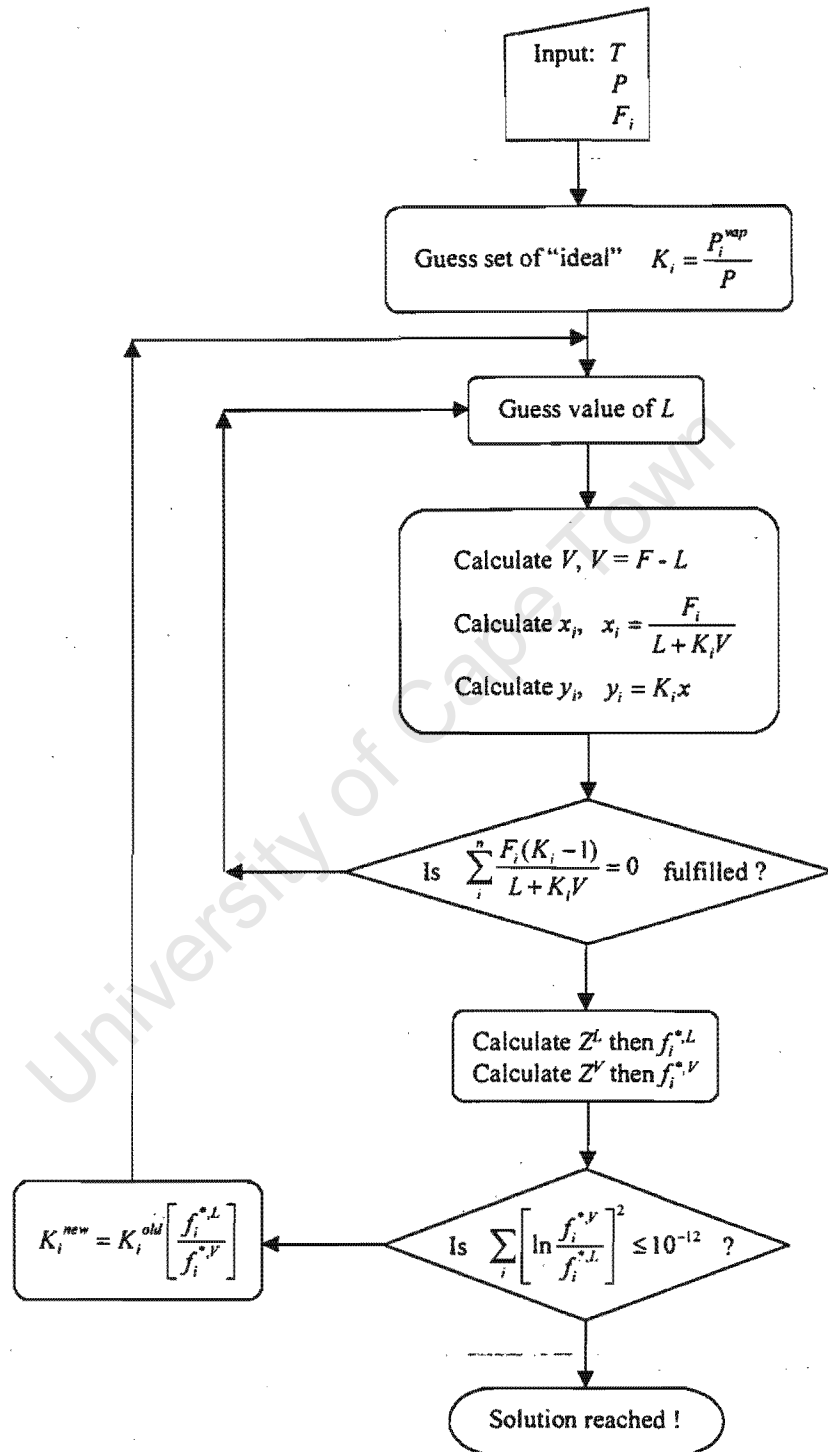 Input: T
P
F_i
Guess set of “ideal” K_i = P_i^vap / P
Guess value of L
Calculate V, V = F - L
Calculate x_i, x_i = F_i / (L + K_i V)
Calculate y_i, y_i = K_i x
Is ∑_i^n F_i (K_i - 1) / (L + K_i V) = 0 fulfilled ?
Calculate Z^L then f_i^*,L
Calculate Z^V then f_i^*,V
K_i^new = K_i^old [f_i^*,L / f_i^*,V]
Is ∑_i [ln f_i^*,V / f_i^*,L]^2 ≤ 10^-12 ?
Solution reached !
University of Cape Town